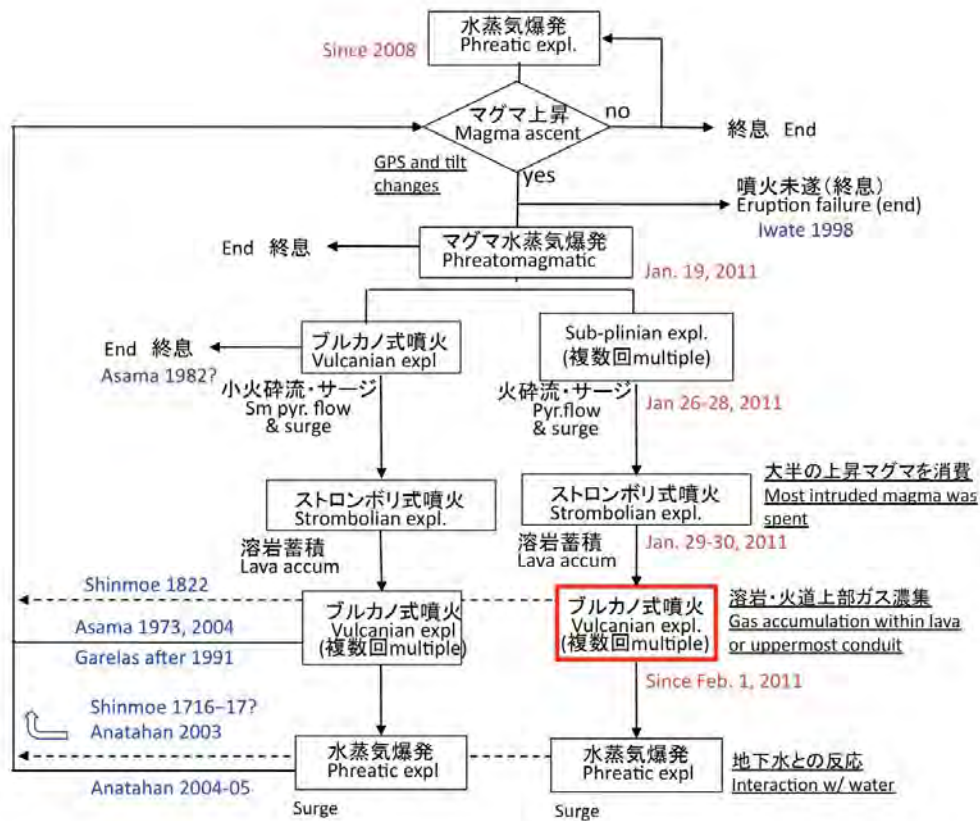 水蒸気爆発
Phreatic expl.
Since 2008
マグマ上昇
Magma ascent
no
終息 End
GPS and tilt
changes
yes
噴火未遂(終息)
Eruption failure (end)
Iwate 1998
End 終息
マグマ水蒸気爆発
Phreatomagmatic
Jan. 19, 2011
ブルカノ式噴火
Vulcanian expl
Sub-plinian expl.
(複数回multiple)
End 終息
Asama 1982?
小火砕流・サージ
Sm pyr. flow
& surge
火砕流・サージ
Pyr.flow
& surge
Jan 26-28, 2011
ストロンボリ式噴火
Strombolian expl.
ストロンボリ式噴火
Strombolian expl.
大半の上昇マグマを消費
Most intruded magma was
spent
溶岩蓄積
Lava accum
溶岩蓄積
Lava accum
Jan. 29-30, 2011
Shinmoe 1822
ブルカノ式噴火
Vulcanian expl
(複数回multiple)
ブルカノ式噴火
Vulcanian expl.
(複数回multiple)
溶岩・火道上部ガス濃集
Gas accumulation within lava
or uppermost conduit
Asama 1973, 2004
Garelas after 1991
Since Feb. 1, 2011
Shinmoe 1716–17?
Anatahan 2003
水蒸気爆発
Phreatic expl
水蒸気爆発
Phreatic expl
地下水との反応
Interaction w/ water
Anatahan 2004-05
Surge
Surge